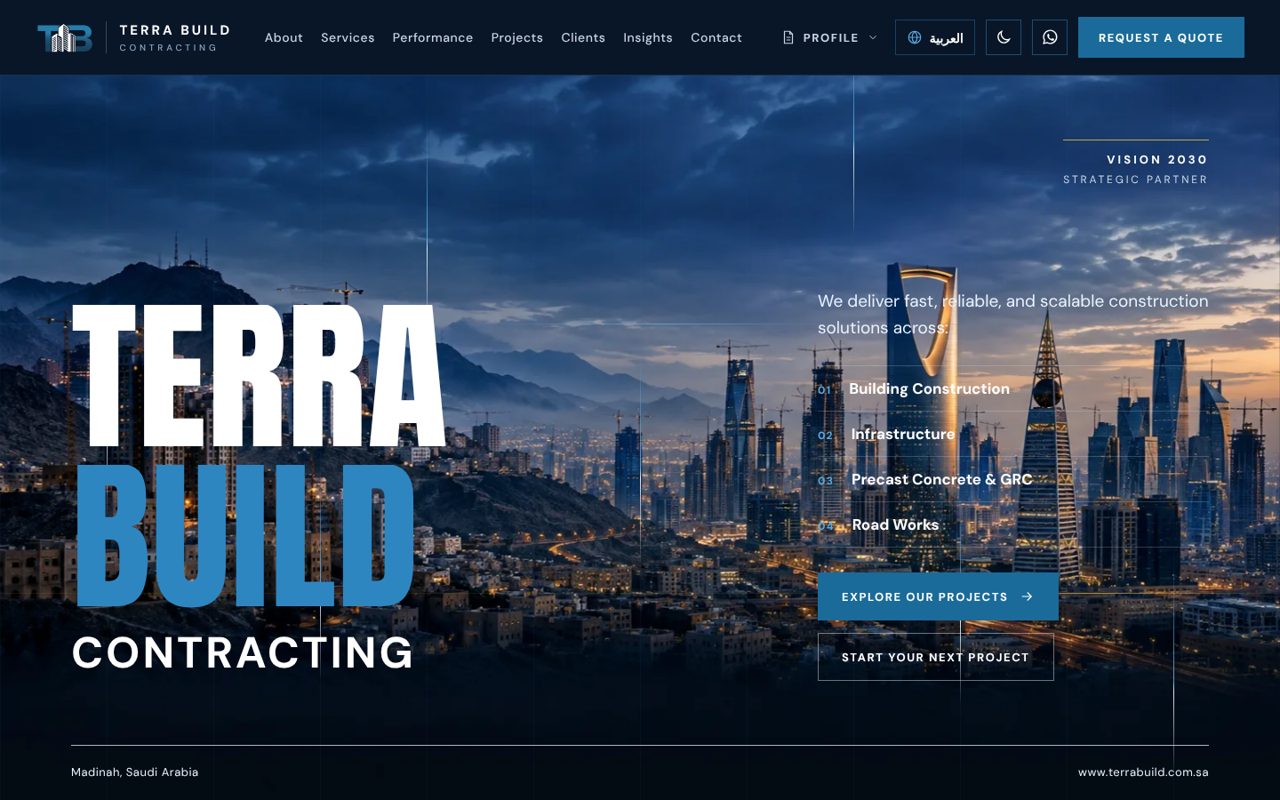 TB
TERRA BUILD
CONTRACTING
About
Services
Performance
Projects
Clients
Insights
Contact
PROFILE
العربية
REQUEST A QUOTE
VISION 2030
STRATEGIC PARTNER
TERRA
BUILD
CONTRACTING
We deliver fast, reliable, and scalable construction
solutions across:
01 Building Construction
02 Infrastructure
03 Precast Concrete & GRC
04 Road Works
EXPLORE OUR PROJECTS
START YOUR NEXT PROJECT
Madinah, Saudi Arabia
www.terrabuild.com.sa